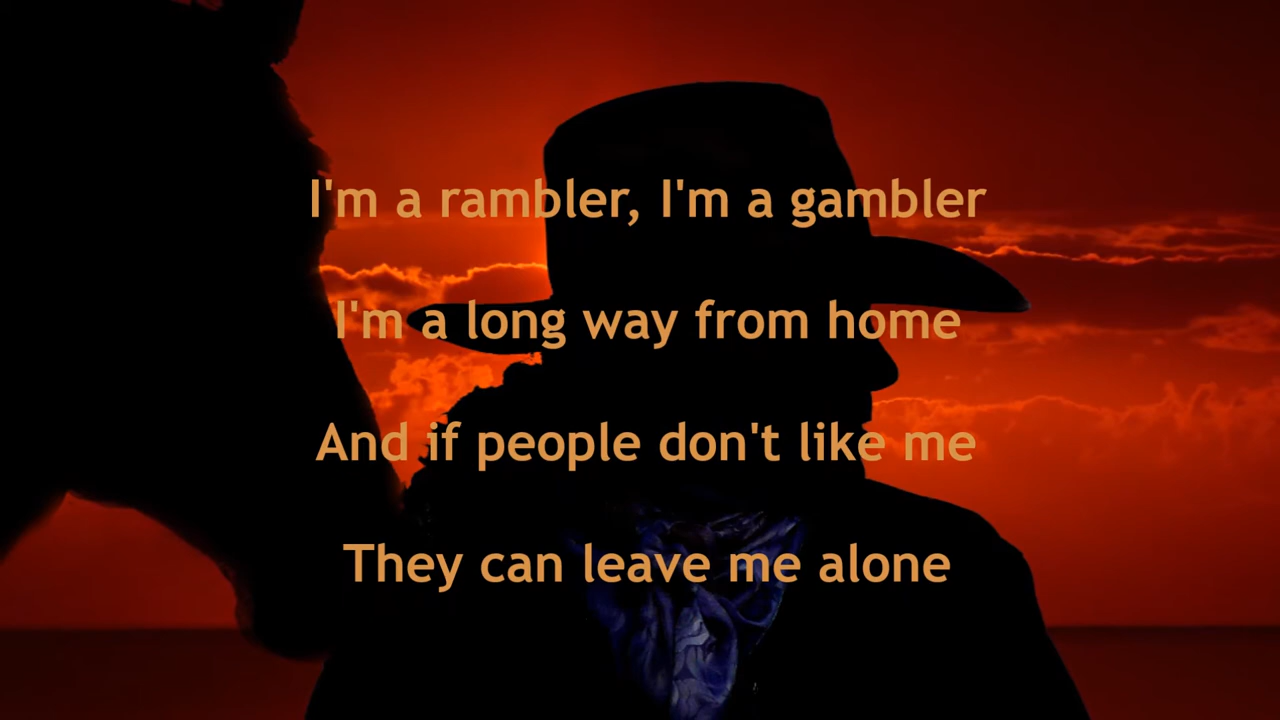 I'm a rambler, I'm a gambler
I'm a long way from home
And if people don't like me
They can leave me alone